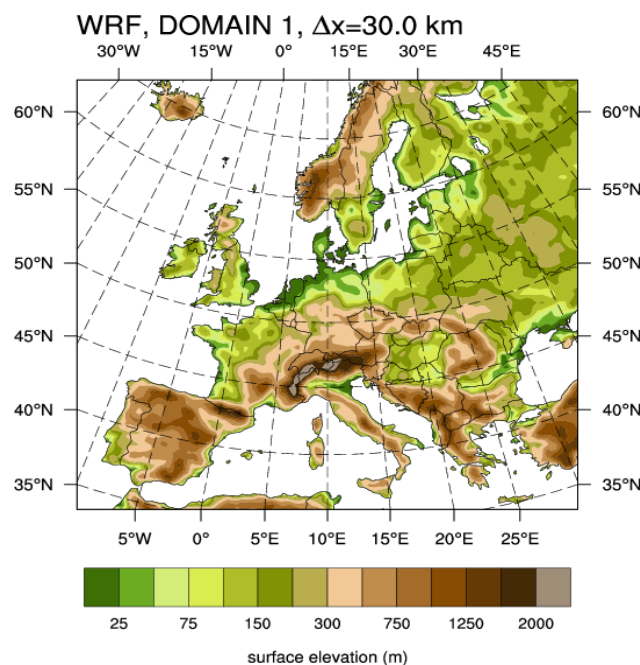 WRF, DOMAIN 1, Δx=30.0 km
30°W 15°W 0° 15°E 30°E 45°E
60°N 60°N
55°N 55°N
50°N 50°N
45°N 45°N
40°N 40°N
35°N 35°N
5°W 0° 5°E 10°E 15°E 20°E 25°E
25 75 150 300 750 1250 2000
surface elevation (m)